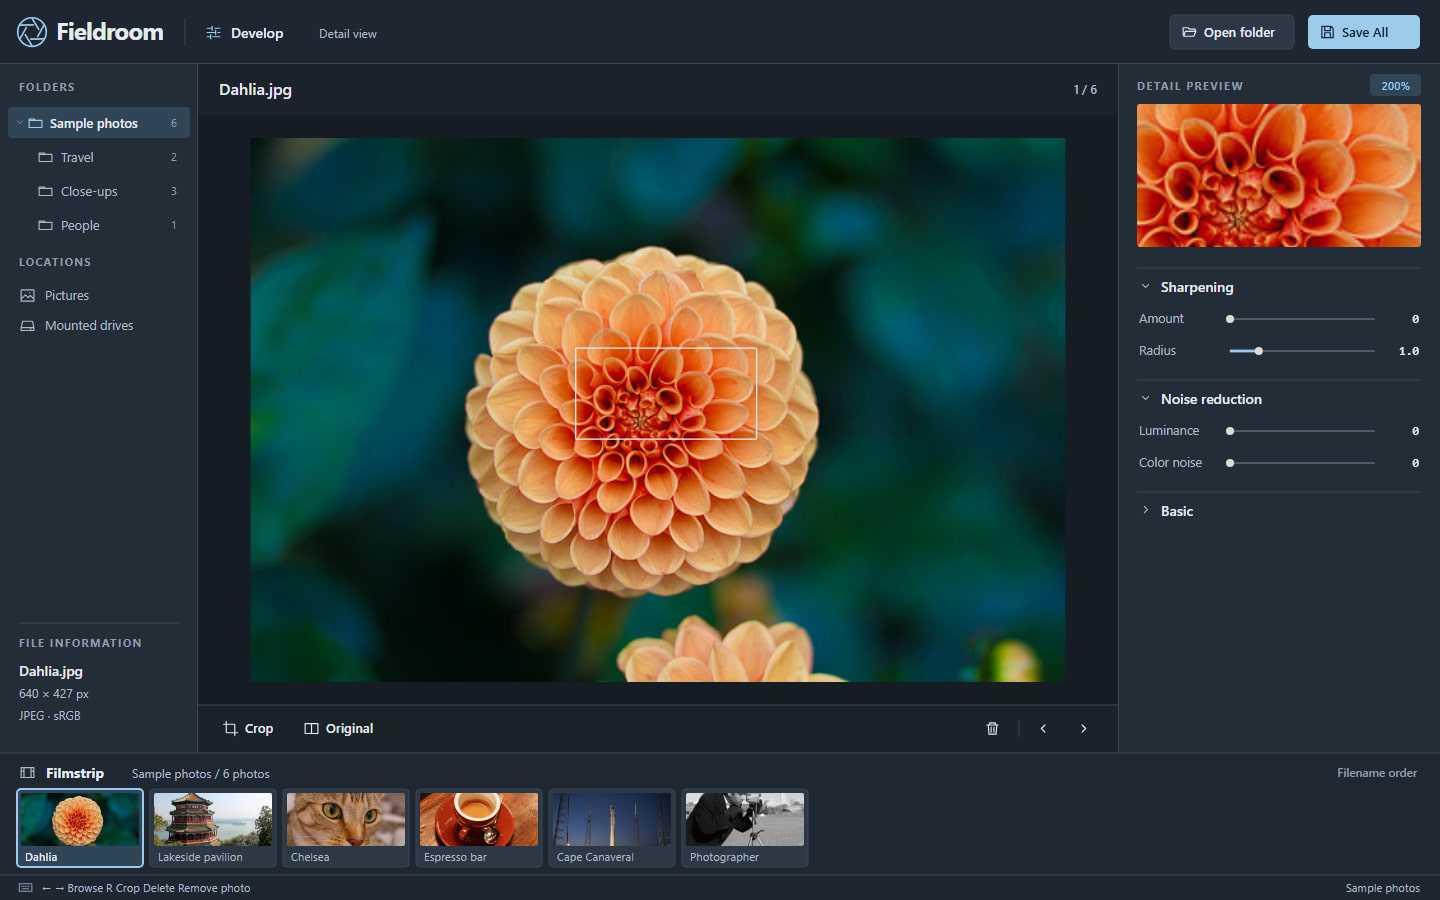 Fieldroom
Develop
Detail view
Open folder
Save All
FOLDERS
Sample photos 6
Travel 2
Close-ups 3
People 1
LOCATIONS
Pictures
Mounted drives
FILE INFORMATION
Dahlia.jpg
640 × 427 px
JPEG · sRGB
Dahlia.jpg
1 / 6
Crop
Original
DETAIL PREVIEW
200%
Sharpening
Amount 0
Radius 1.0
Noise reduction
Luminance 0
Color noise 0
Basic
Filmstrip
Sample photos / 6 photos
Filename order
Dahlia
Lakeside pavilion
Chelsea
Espresso bar
Cape Canaveral
Photographer
← → Browse R Crop Delete Remove photo
Sample photos